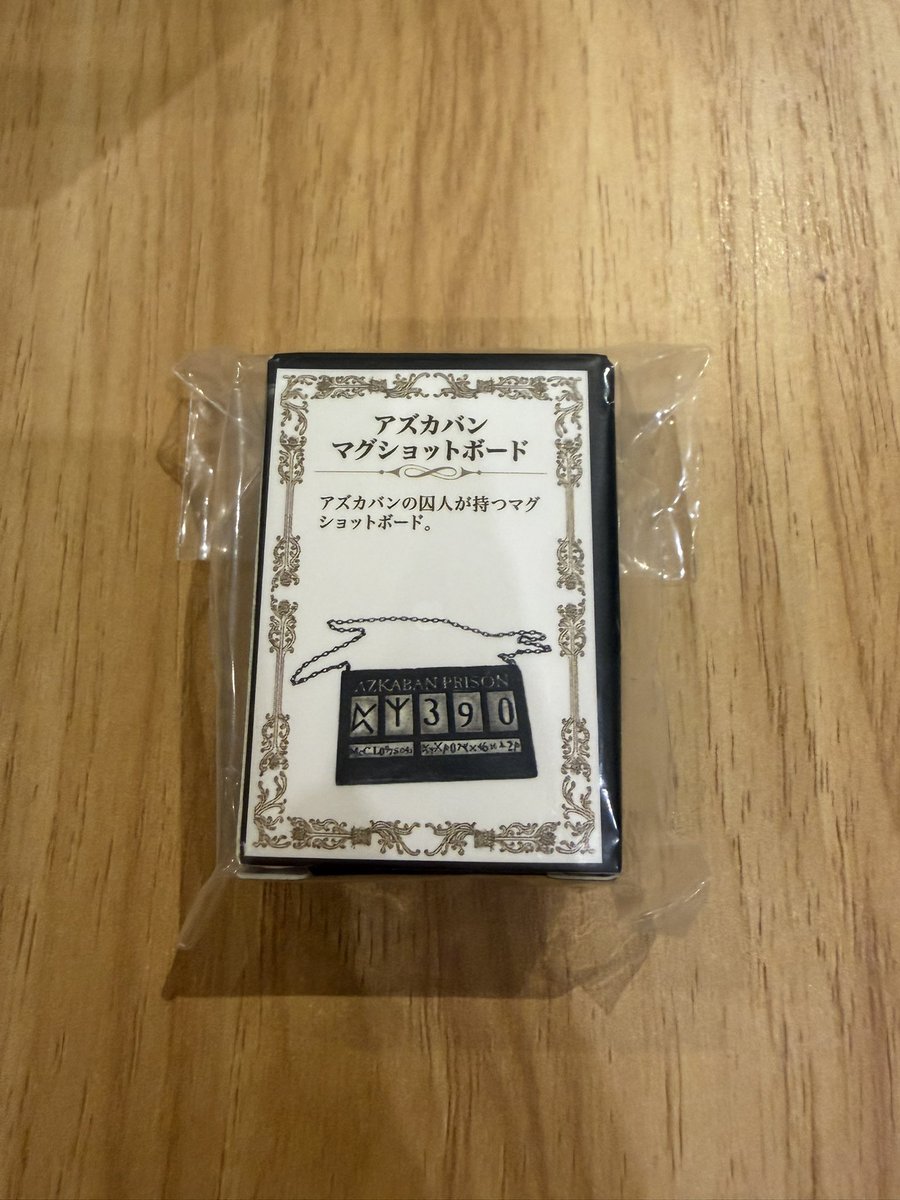 アズカバン
マグショットボード
アズカバンの囚人が持つマグ
ショットボード。
AZKABAN PRISON
390